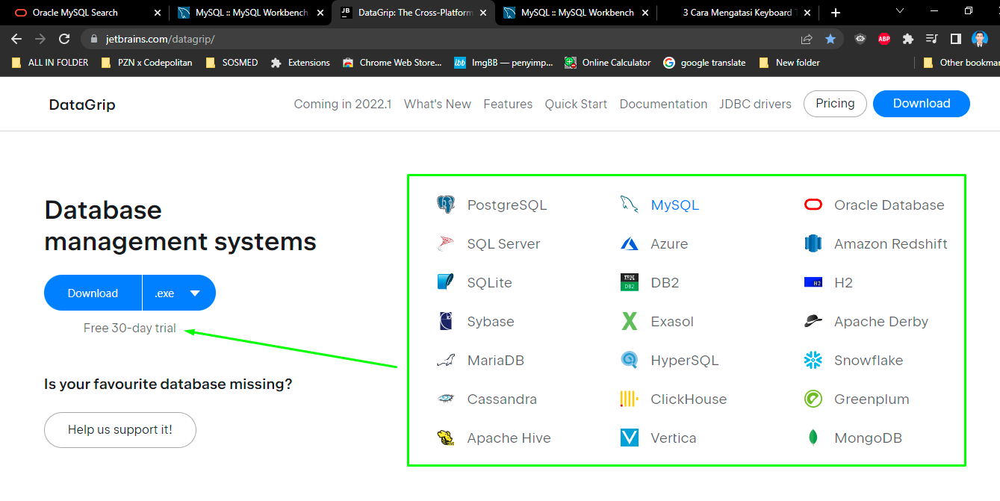 Oracle MySQL Search
MySQL :: MySQL Workbench
DataGrip: The Cross-Platform
MySQL :: MySQL Workbench
3 Cara Mengatasi Keyboard
jetbrains.com/datagrip/
ABP
ALL IN FOLDER
PZN x Codepolitan
SOSMED
Extensions
Chrome Web Store...
ibb
ImgBB — penyimp...
Online Calculator
google translate
New folder
Other bookmar
DataGrip
Coming in 2022.1
What's New
Features
Quick Start
Documentation
JDBC drivers
Pricing
Download
Database
management systems
Download
.exe
Free 30-day trial
Is your favourite database missing?
Help us support it!
PostgreSQL
MySQL
Oracle Database
SQL Server
Azure
Amazon Redshift
SQLite
IBM
DB2
DB2
H2
H2
Sybase
Exasol
Apache Derby
MariaDB
HyperSQL
Snowflake
Cassandra
ClickHouse
Greenplum
Apache Hive
Vertica
MongoDB